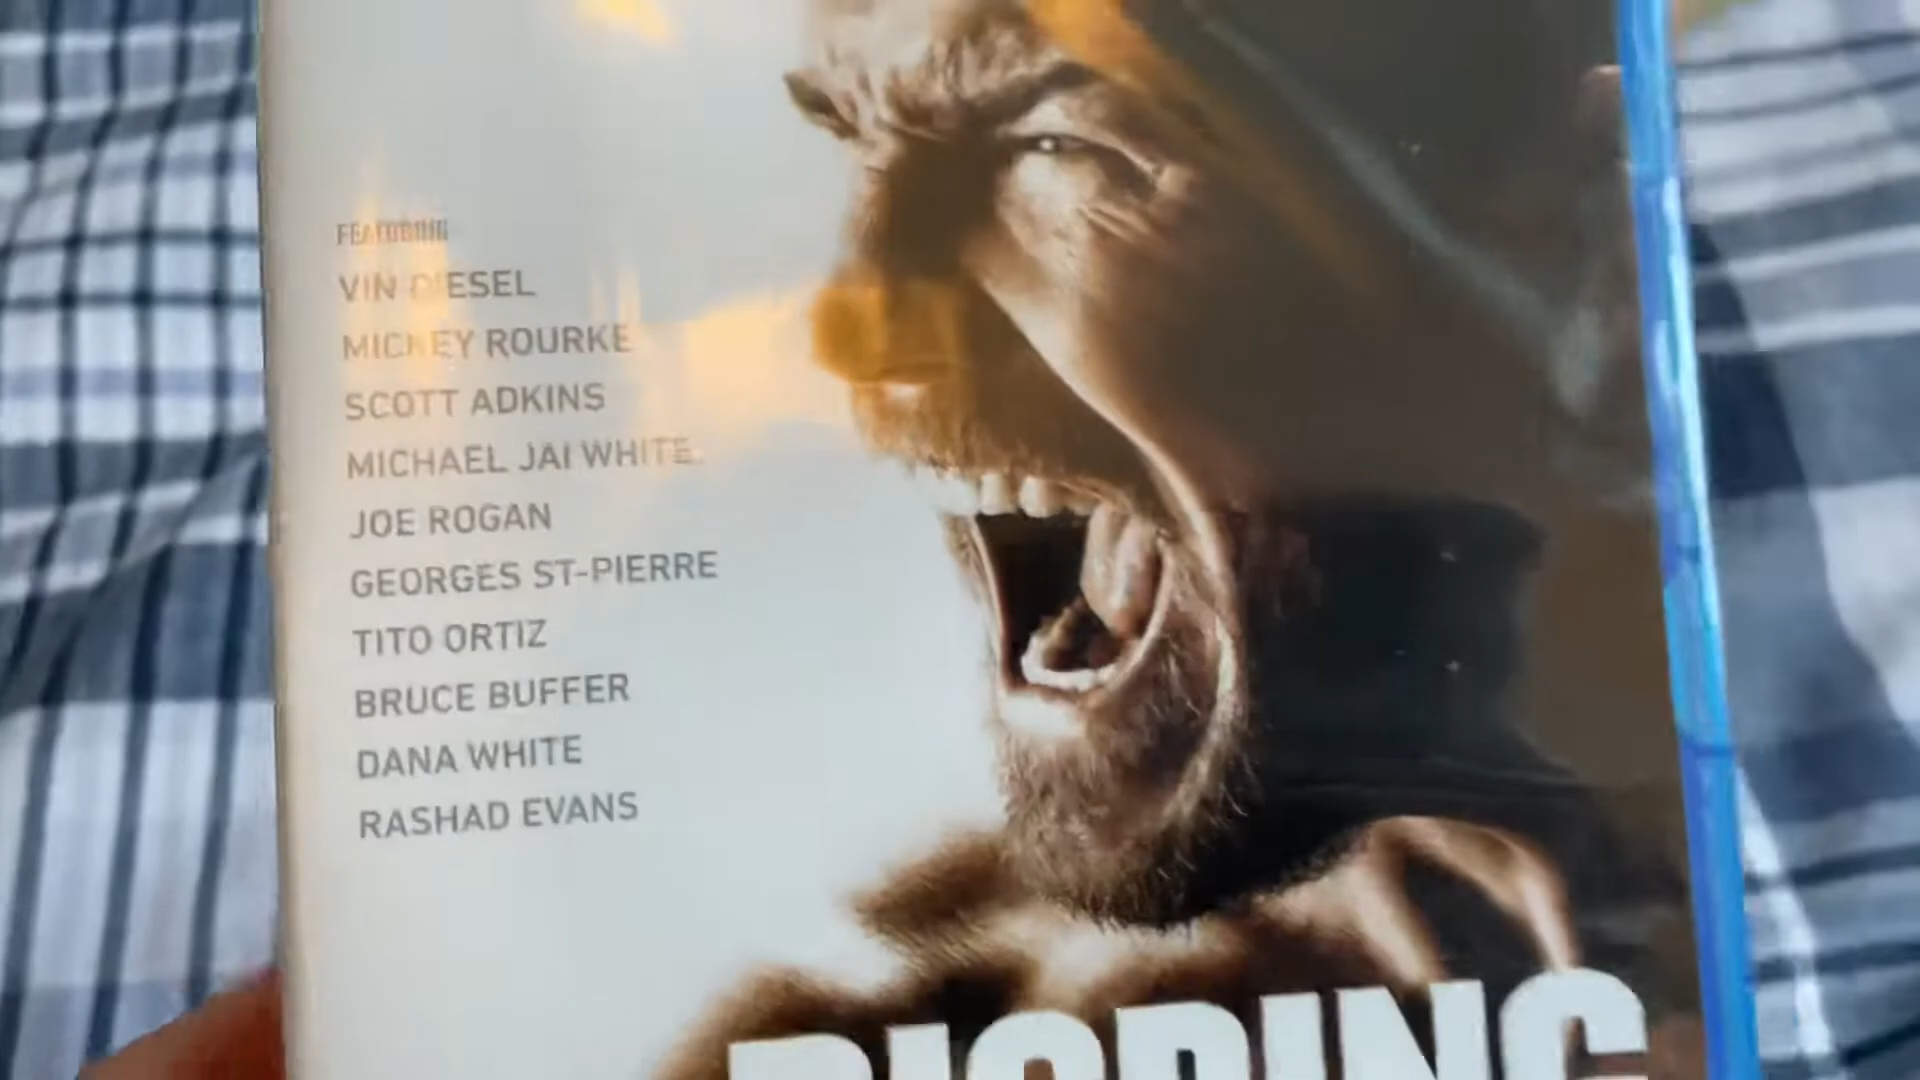 FEATURING
VIN DIESEL
MICKEY ROURKE
SCOTT ADKINS
MICHAEL JAI WHITE
JOE ROGAN
GEORGES ST-PIERRE
TITO ORTIZ
BRUCE BUFFER
DANA WHITE
RASHAD EVANS
BISPING